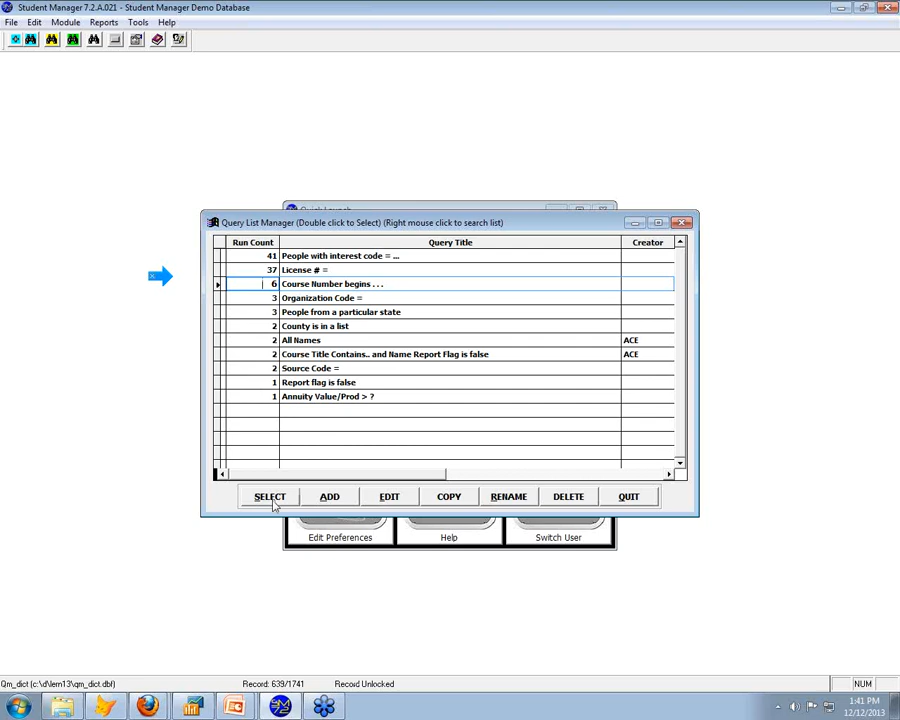 Student Manager 7.2.A.021 - Student Manager Demo Database
File Edit Module Reports Tools Help
Query List Manager (Double click to Select) (Right mouse click to search list)
Run Count Query Title Creator
41 People with interest code = ...
37 License # =
6 Course Number begins . . .
3 Organization Code =
3 People from a particular state
2 County is in a list
2 All Names ACE
2 Course Title Contains.. and Name Report Flag is false ACE
2 Source Code =
1 Report flag is false
1 Annuity Value/Prod > ?
SELECT ADD EDIT COPY RENAME DELETE QUIT
Edit Preferences Help Switch User
Qm_dict (c:\d\lern13\qm_dict.dbf) Record: 639/1741 Record Unlocked NUM
1:41 PM
12/12/2013